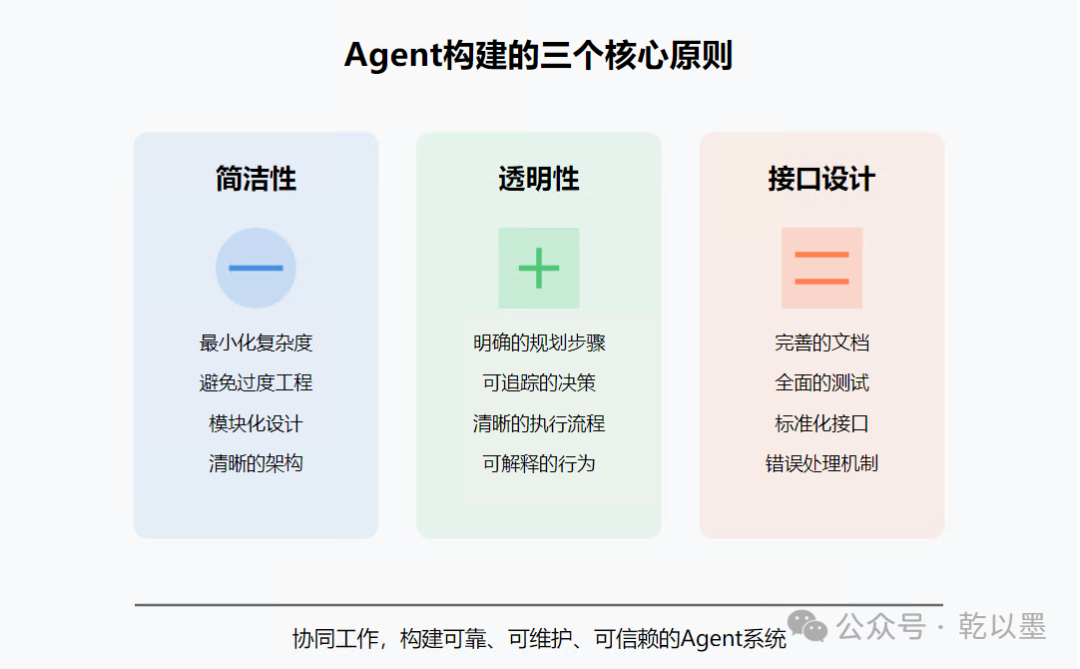 Agent构建的三个核心原则
简洁性
最小化复杂度
避免过度工程
模块化设计
清晰的架构
透明性
明确的规划步骤
可追踪的决策
清晰的执行流程
可解释的行为
接口设计
完善的文档
全面的测试
标准化接口
错误处理机制
协同工作，构建可靠、可维护、可信赖的Agent系统
公众号 · 乾以墨